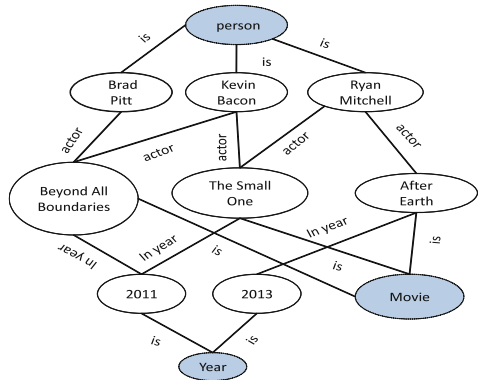 person
is
is
is
Brad
Pitt
Kevin
Bacon
Ryan
Mitchell
actor
actor
actor
actor
actor
Beyond All
Boundaries
The Small
One
After
Earth
In year
In year
is
In year
is
is
2011
2013
Movie
is
is
Year